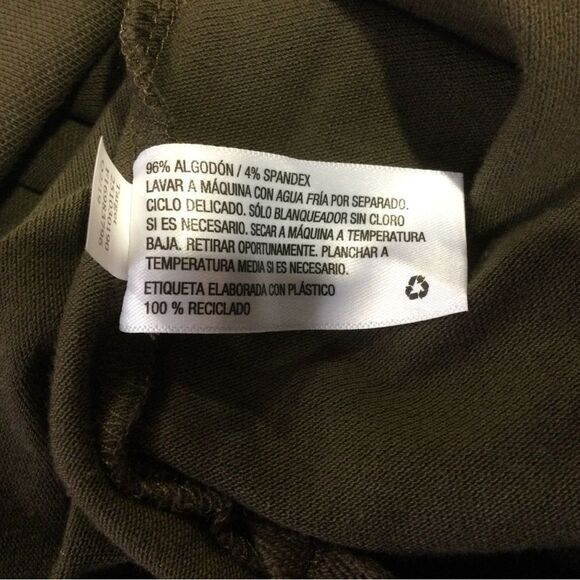 96% ALGODÓN / 4% SPANDEX
LAVAR A MÁQUINA CON AGUA FRÍA POR SEPARADO.
CICLO DELICADO. SÓLO BLANQUEADOR SIN CLORO
SI ES NECESARIO. SECAR A MÁQUINA A TEMPERATURA
BAJA. RETIRAR OPORTUNAMENTE. PLANCHAR A
TEMPERATURA MEDIA SI ES NECESARIO.
ETIQUETA ELABORADA CON PLÁSTICO
100 % RECICLADO